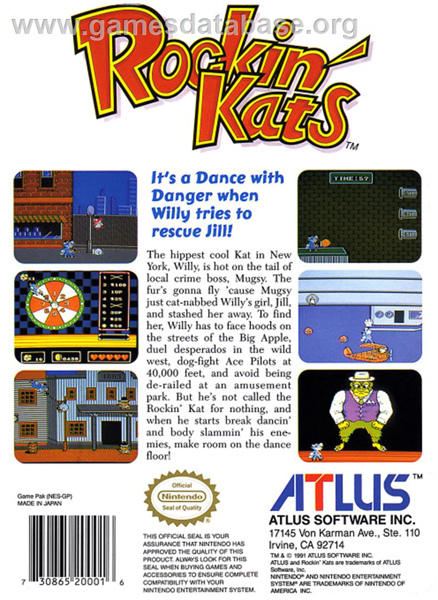 www.gamesdatabase.org
Rockin'
Kats
TM
It's a Dance with
Danger when
Willy tries to
rescue Jill!
The hippest cool Kat in New
York, Willy, is hot on the tail of
local crime boss, Mugsy. The
fur's gonna fly 'cause Mugsy
just cat-nabbed Willy's girl, Jill,
and stashed her away. To find
her, Willy has to face hoods on
the streets of the Big Apple,
duel desperados in the wild
west, dog-fight Ace Pilots at
40,000 feet, and avoid being
de-railed at an amusement
park. But he's not called the
Rockin' Kat for nothing, and
when he starts break dancin'
and body slammin' his ene-
mies, make room on the dance
floor!
TIME:57
1UP
Game Pak (NES-GP)
MADE IN JAPAN
7 30865 20001 6
Official
Nintendo
Seal of Quality
THIS OFFICIAL SEAL IS YOUR
ASSURANCE THAT NINTENDO HAS
APPROVED THE QUALITY OF THIS
PRODUCT. ALWAYS LOOK FOR THIS
SEAL WHEN BUYING GAMES AND
ACCESSORIES TO ENSURE COMPLETE
COMPATIBILITY WITH YOUR
NINTENDO ENTERTAINMENT SYSTEM.
ATLUS TM
ATLUS SOFTWARE INC.
17145 Von Karman Ave., Ste. 110
Irvine, CA 92714
TM & © 1991 ATLUS SOFTWARE INC.
ATLUS and Rockin' Kats are trademarks of ATLUS
Software, Inc.
NINTENDO AND NINTENDO ENTERTAINMENT
SYSTEM ARE TRADEMARKS OF NINTENDO OF
AMERICA INC.